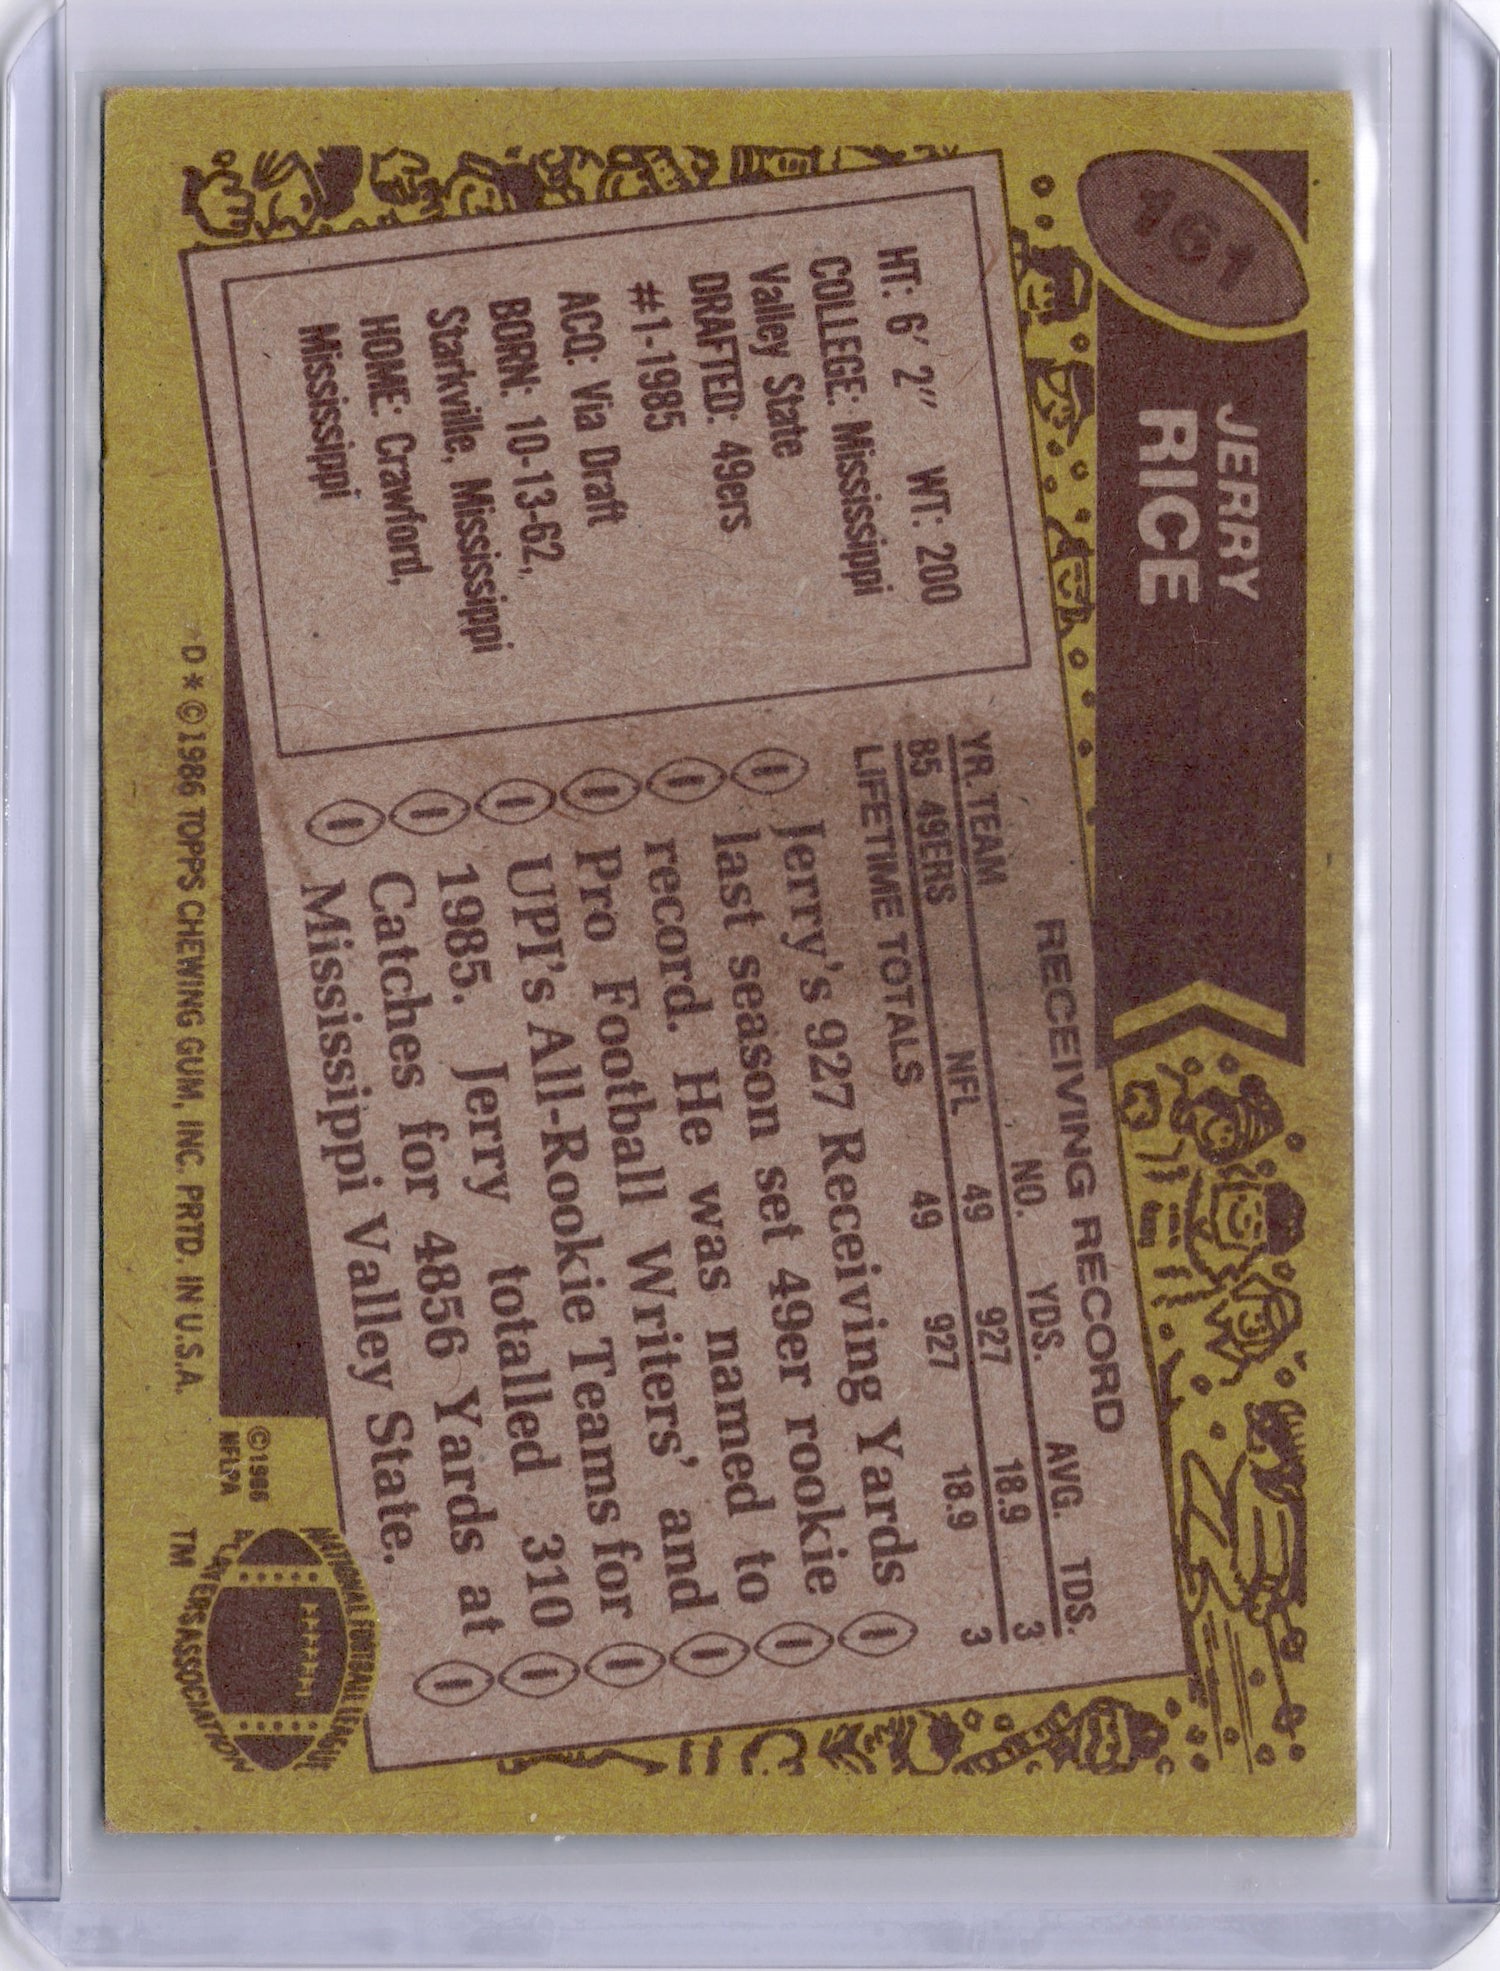 161
JERRY
RICE
HT: 6' 2" WT: 200
COLLEGE: Mississippi
Valley State
DRAFTED: 49ers
#1-1985
ACQ: Via Draft
BORN: 10-13-62,
Starkville, Mississippi
HOME: Crawford,
Mississippi
RECEIVING RECORD
YR. TEAM NFL NO. YDS. AVG. TDS.
85 49ERS 49 927 18.9 3
LIFETIME TOTALS 49 927 18.9 3
Jerry's 927 Receiving Yards
last season set 49er rookie
record. He was named to
Pro Football Writers' and
UPI's All-Rookie Teams for
1985. Jerry totalled 310
Catches for 4856 Yards at
Mississippi Valley State.
D * ©1986 TOPPS CHEWING GUM, INC. PRTD. IN U.S.A.
©1986
NFLPA
NATIONAL FOOTBALL LEAGUE
PLAYERS ASSOCIATION
TM